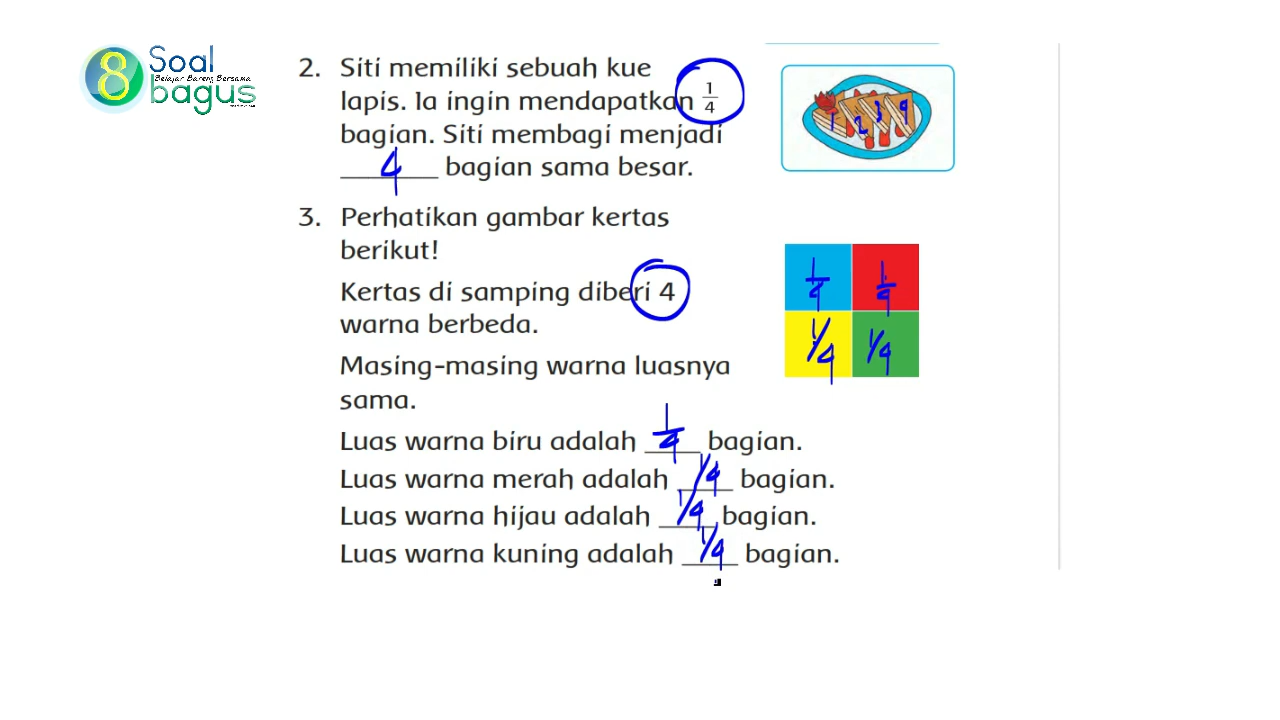 8 Soal
Belajar Bareng Bersama
bagus
2. Siti memiliki sebuah kue
lapis. Ia ingin mendapatkan 1/4
bagian. Siti membagi menjadi
4 bagian sama besar.
1 2 3 4
3. Perhatikan gambar kertas
berikut!
Kertas di samping diberi 4
warna berbeda.
Masing-masing warna luasnya
sama.
1/4 1/4
1/4 1/4
Luas warna biru adalah 1/4 bagian.
Luas warna merah adalah 1/4 bagian.
Luas warna hijau adalah 1/4 bagian.
Luas warna kuning adalah 1/4 bagian.